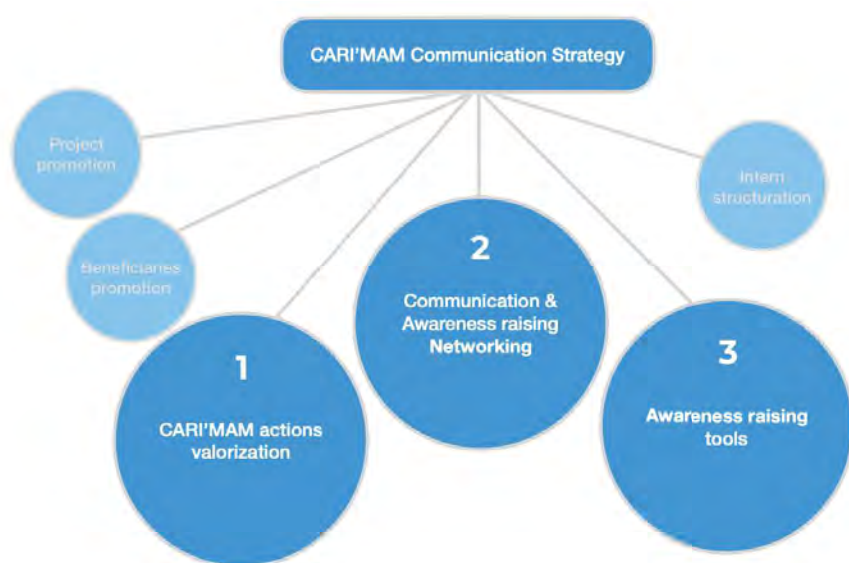 CARI'MAM Communication Strategy
Project
promotion
Intern
structuration
Beneficiaries
promotion
2
Communication &
Awareness raising
Networking
1
CARI'MAM actions
valorization
3
Awareness raising
tools